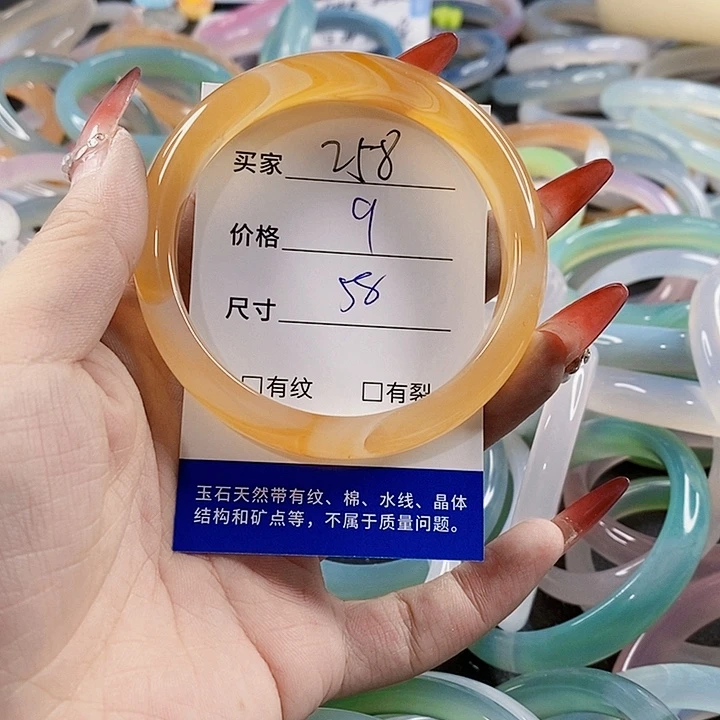 买家 258
价格 9
尺寸 58
□有纹 □有裂
玉石天然带有纹、棉、水线、晶体
结构和矿点等，不属于质量问题。